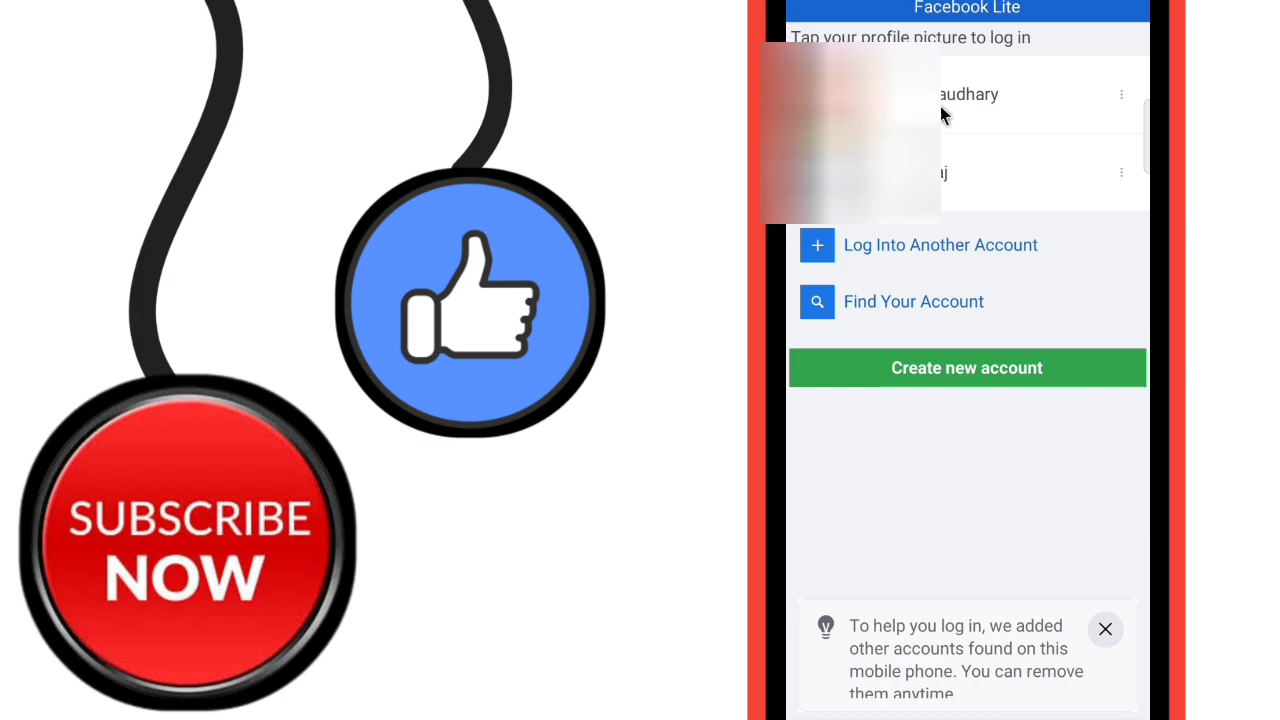 Facebook Lite
Tap your profile picture to log in
audhary
aj
Log Into Another Account
Find Your Account
Create new account
To help you log in, we added
other accounts found on this
mobile phone. You can remove
them anytime
SUBSCRIBE
NOW